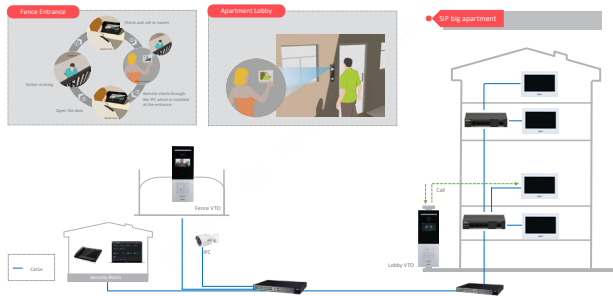 Fence Entrance
Check and call to owner
Visitor arriving
Remote check through
the IPC which is installed
at the entrance
Open the door
Apartment Lobby
SIP big apartment
Fence VTO
IPC
Security Room
Cat5e
Call
Lobby VTO